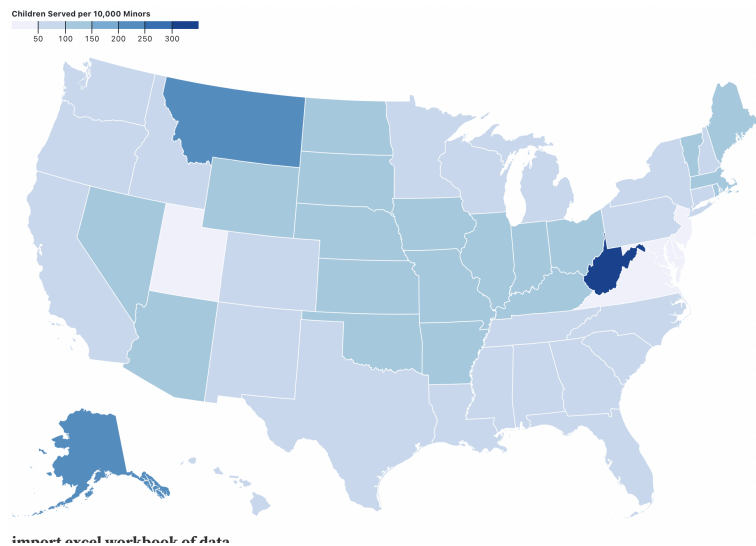 Children Served per 10,000 Minors
50 100 150 200 250 300
import excel workbook of data